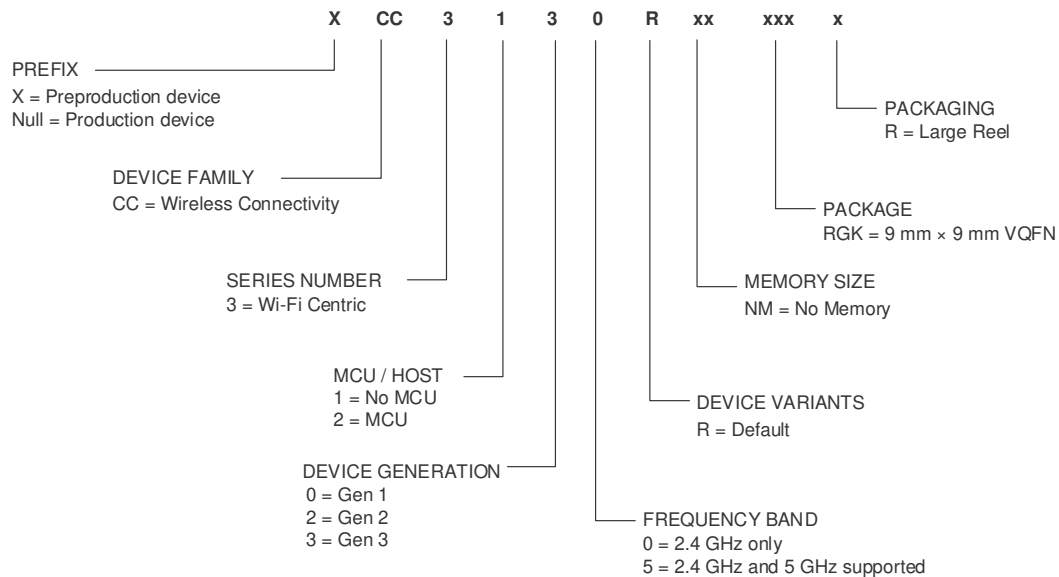 X CC 3 1 3 0 R xx xxx x
PREFIX
X = Preproduction device
Null = Production device
PACKAGING
R = Large Reel
DEVICE FAMILY
CC = Wireless Connectivity
PACKAGE
RGK = 9 mm × 9 mm VQFN
SERIES NUMBER
3 = Wi-Fi Centric
MEMORY SIZE
NM = No Memory
MCU / HOST
1 = No MCU
2 = MCU
DEVICE VARIANTS
R = Default
DEVICE GENERATION
0 = Gen 1
2 = Gen 2
3 = Gen 3
FREQUENCY BAND
0 = 2.4 GHz only
5 = 2.4 GHz and 5 GHz supported